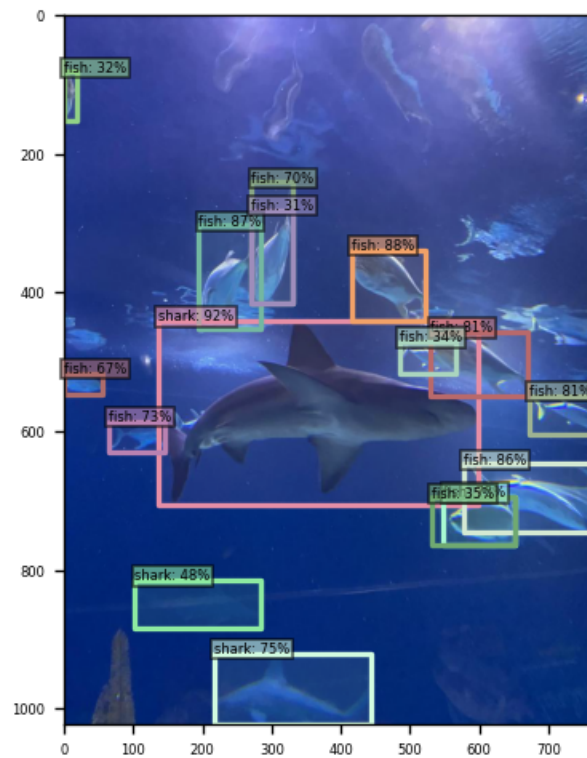 0
fish: 32%
200
fish: 70%
fish: 31%
fish: 87%
fish: 88%
400
shark: 92%
fish: 81%
fish: 34%
fish: 67%
fish: 81%
fish: 73%
600
fish: 86%
fish: 35%
800
shark: 48%
shark: 75%
1000
0 100 200 300 400 500 600 700